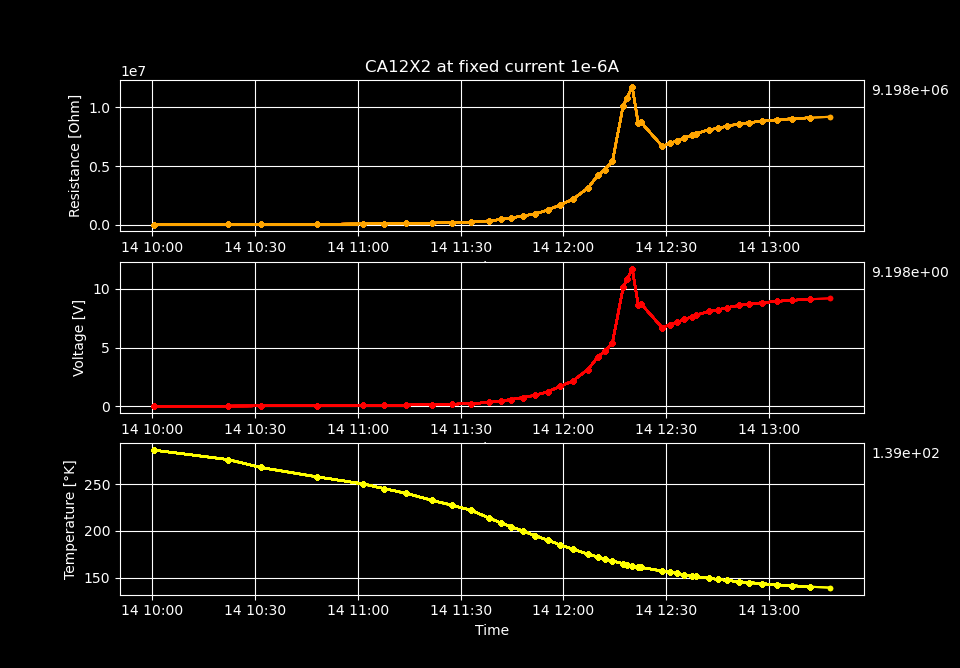 CA12X2 at fixed current 1e-6A
1e7
9.198e+06
Resistance [Ohm]
1.0
0.5
0.0
14 10:00 14 10:30 14 11:00 14 11:30 14 12:00 14 12:30 14 13:00
9.198e+00
Voltage [V]
10
5
0
14 10:00 14 10:30 14 11:00 14 11:30 14 12:00 14 12:30 14 13:00
1.39e+02
Temperature [°K]
250
200
150
14 10:00 14 10:30 14 11:00 14 11:30 14 12:00 14 12:30 14 13:00
Time